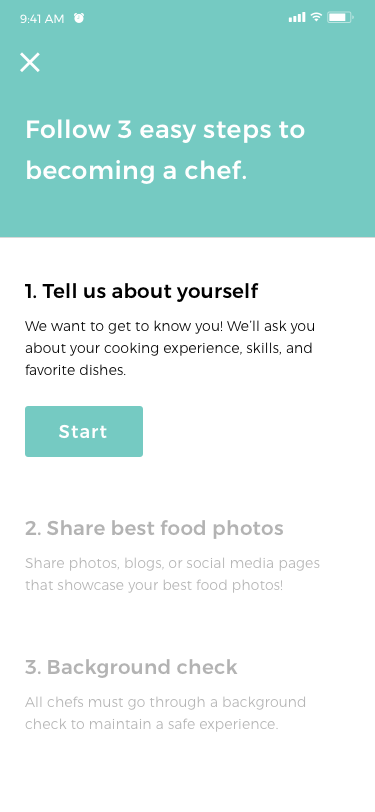 9:41 AM
Follow 3 easy steps to
becoming a chef.
1. Tell us about yourself
We want to get to know you! We'll ask you
about your cooking experience, skills, and
favorite dishes.
Start
2. Share best food photos
Share photos, blogs, or social media pages
that showcase your best food photos!
3. Background check
All chefs must go through a background
check to maintain a safe experience.